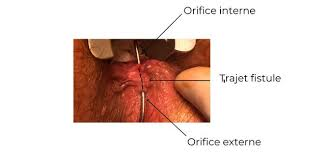 Orifice interne
Trajet fistule
Orifice externe